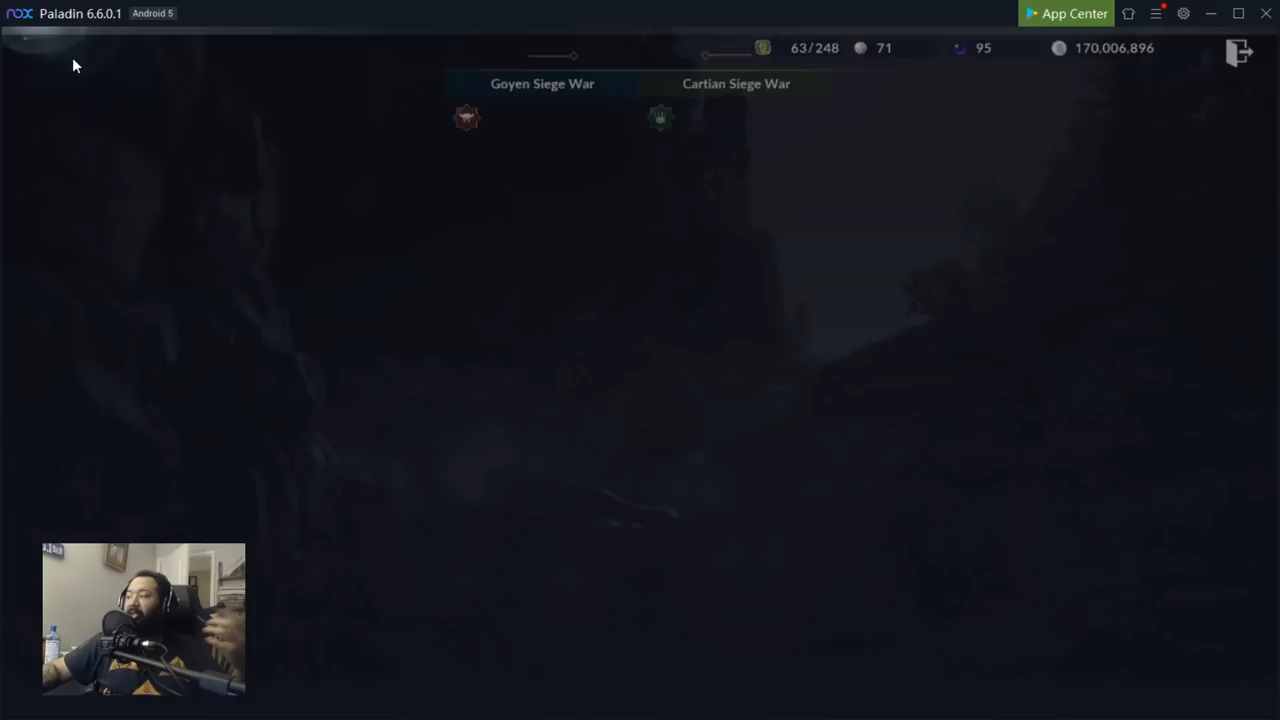 nox Paladin 6.6.0.1 Android 5 App Center
63/248 71 95 170,006,896
Goyen Siege War Cartian Siege War